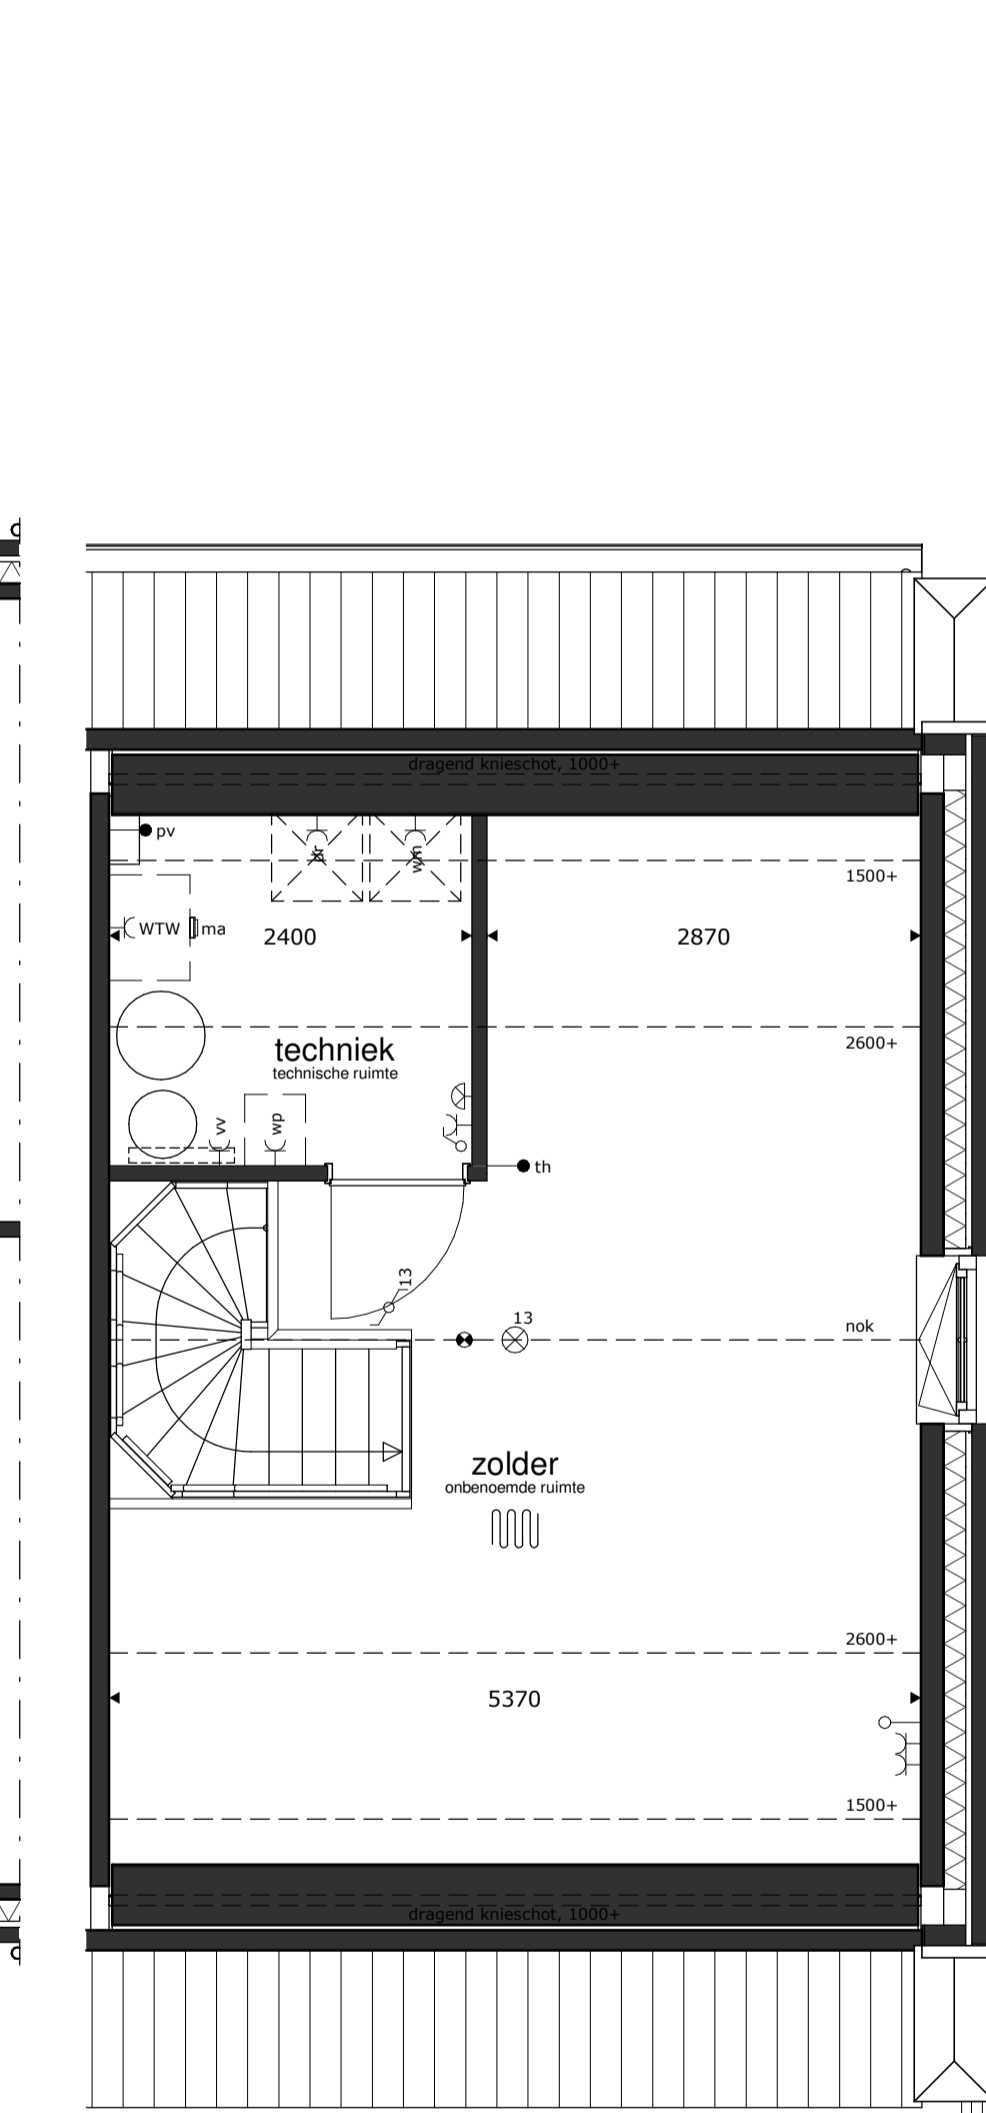 dragend knieschot, 1000+
pv
wm
1500+
WTW
ma
2400
2870
2600+
techniek
technische ruimte
vv
wp
th
13
13
nok
zolder
onbenoemde ruimte
2600+
5370
1500+
dragend knieschot, 1000+